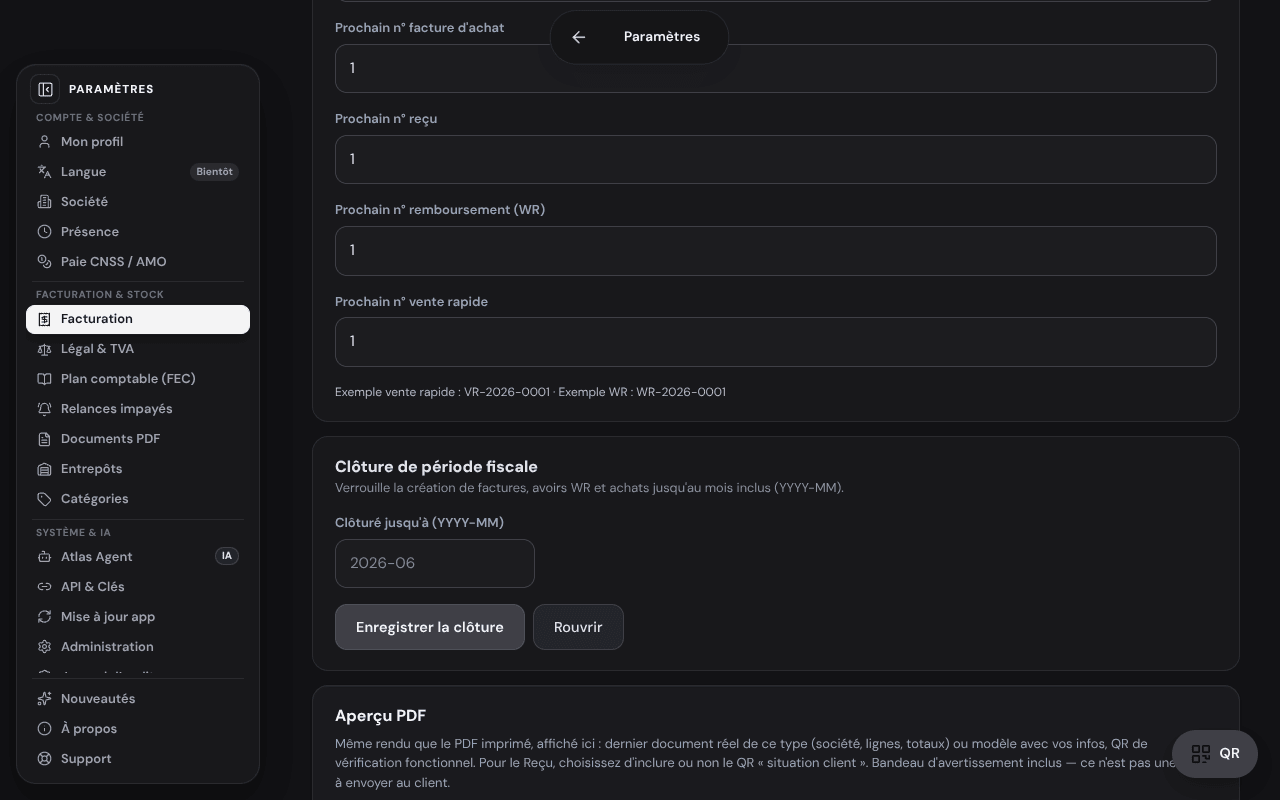 Paramètres
PARAMÈTRES
COMPTE & SOCIÉTÉ
Mon profil
Langue
Bientôt
Société
Présence
Paie CNSS / AMO
FACTURATION & STOCK
Facturation
Légal & TVA
Plan comptable (FEC)
Relances impayés
Documents PDF
Entrepôts
Catégories
SYSTÈME & IA
Atlas Agent
IA
API & Clés
Mise à jour app
Administration
Nouveautés
À propos
Support
Prochain n° facture d'achat
1
Prochain n° reçu
1
Prochain n° remboursement (WR)
1
Prochain n° vente rapide
1
Exemple vente rapide : VR-2026-0001 · Exemple WR : WR-2026-0001
Clôture de période fiscale
Verrouille la création de factures, avoirs WR et achats jusqu'au mois inclus (YYYY-MM).
Clôturé jusqu'à (YYYY-MM)
2026-06
Enregistrer la clôture
Rouvrir
Aperçu PDF
Même rendu que le PDF imprimé, affiché ici : dernier document réel de ce type (société, lignes, totaux) ou modèle avec vos infos, QR de
vérification fonctionnel. Pour le Reçu, choisissez d'inclure ou non le QR « situation client ». Bandeau d'avertissement inclus — ce n'est pas une
à envoyer au client.
QR